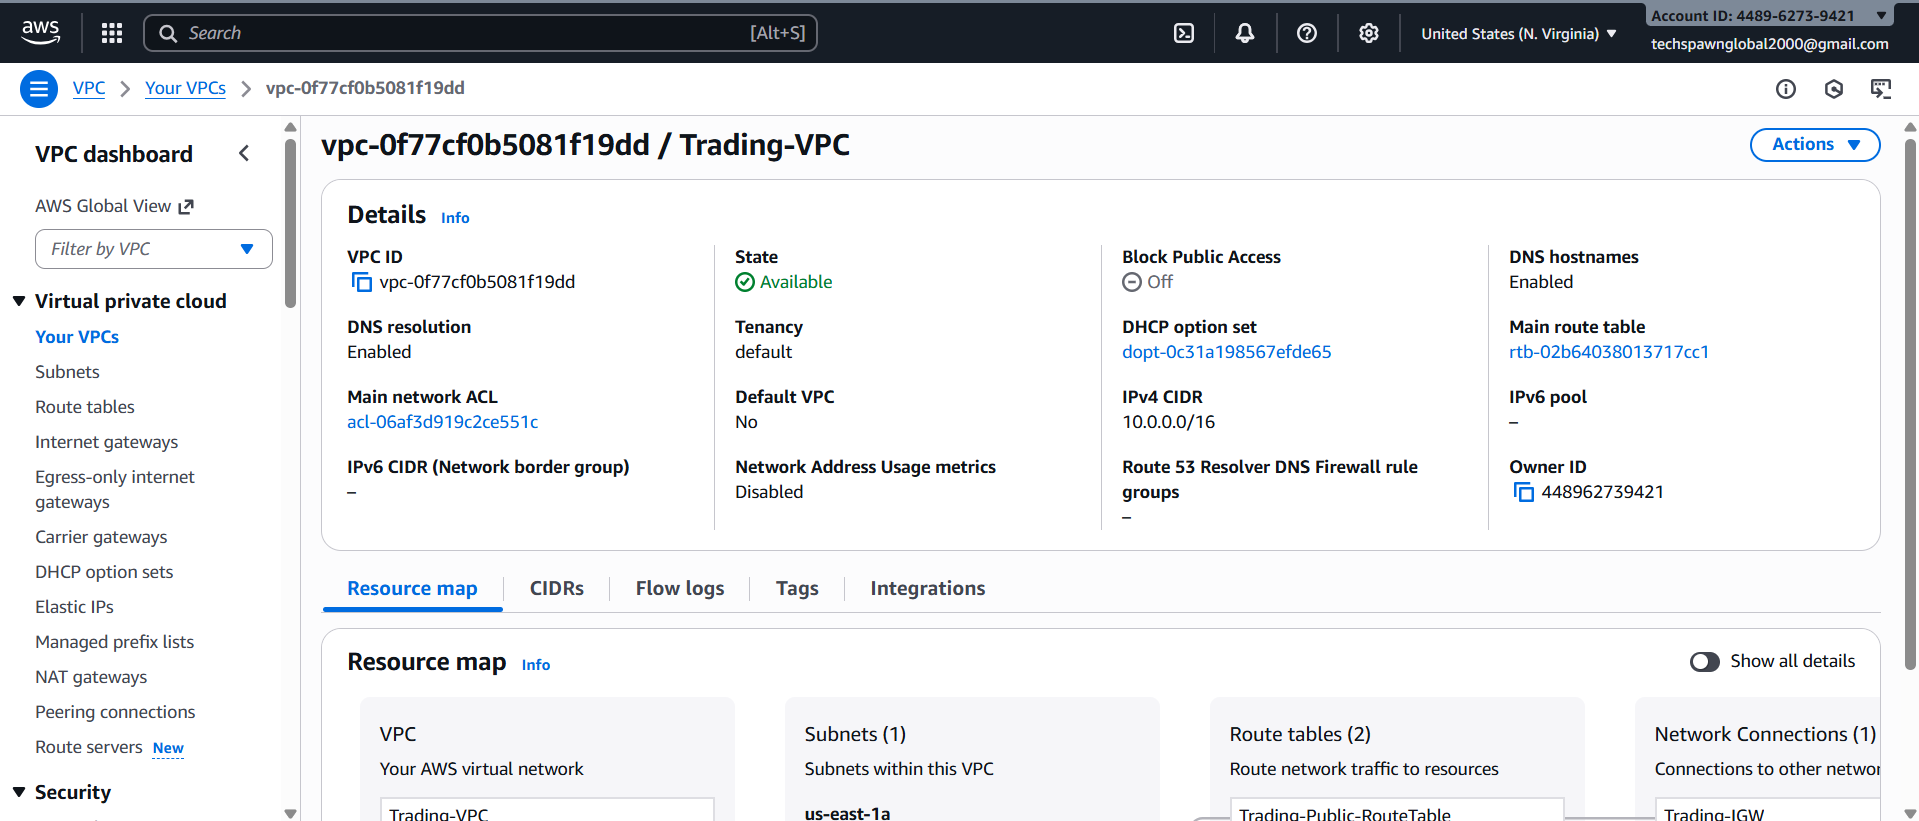 aws
Search
[Alt+S]
United States (N. Virginia)
Account ID: 4489-6273-9421
techspawnglobal2000@gmail.com
VPC
Your VPCs
vpc-0f77cf0b5081f19dd
VPC dashboard
AWS Global View
Filter by VPC
Virtual private cloud
Your VPCs
Subnets
Route tables
Internet gateways
Egress-only internet
gateways
Carrier gateways
DHCP option sets
Elastic IPs
Managed prefix lists
NAT gateways
Peering connections
Route servers New
Security
vpc-0f77cf0b5081f19dd / Trading-VPC
Actions
Details Info
VPC ID
vpc-0f77cf0b5081f19dd
State
Available
Block Public Access
Off
DNS hostnames
Enabled
DNS resolution
Enabled
Tenancy
default
DHCP option set
dopt-0c31a198567efde65
Main route table
rtb-02b64038013717cc1
Main network ACL
acl-06af3d919c2ce551c
Default VPC
No
IPv4 CIDR
10.0.0.0/16
IPv6 pool
–
IPv6 CIDR (Network border group)
–
Network Address Usage metrics
Disabled
Route 53 Resolver DNS Firewall rule
groups
–
Owner ID
448962739421
Resource map
CIDRs
Flow logs
Tags
Integrations
Resource map Info
Show all details
VPC
Your AWS virtual network
Trading-VPC
Subnets (1)
Subnets within this VPC
us-east-1a
Route tables (2)
Route network traffic to resources
Trading-Public-RouteTable
Network Connections (1)
Connections to other networ
Trading-IGW